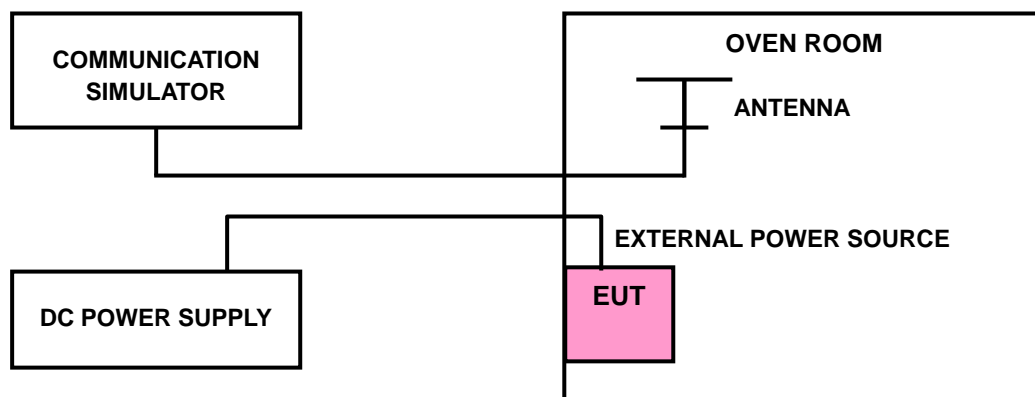 COMMUNICATION
SIMULATOR
OVEN ROOM
ANTENNA
EXTERNAL POWER SOURCE
DC POWER SUPPLY
EUT